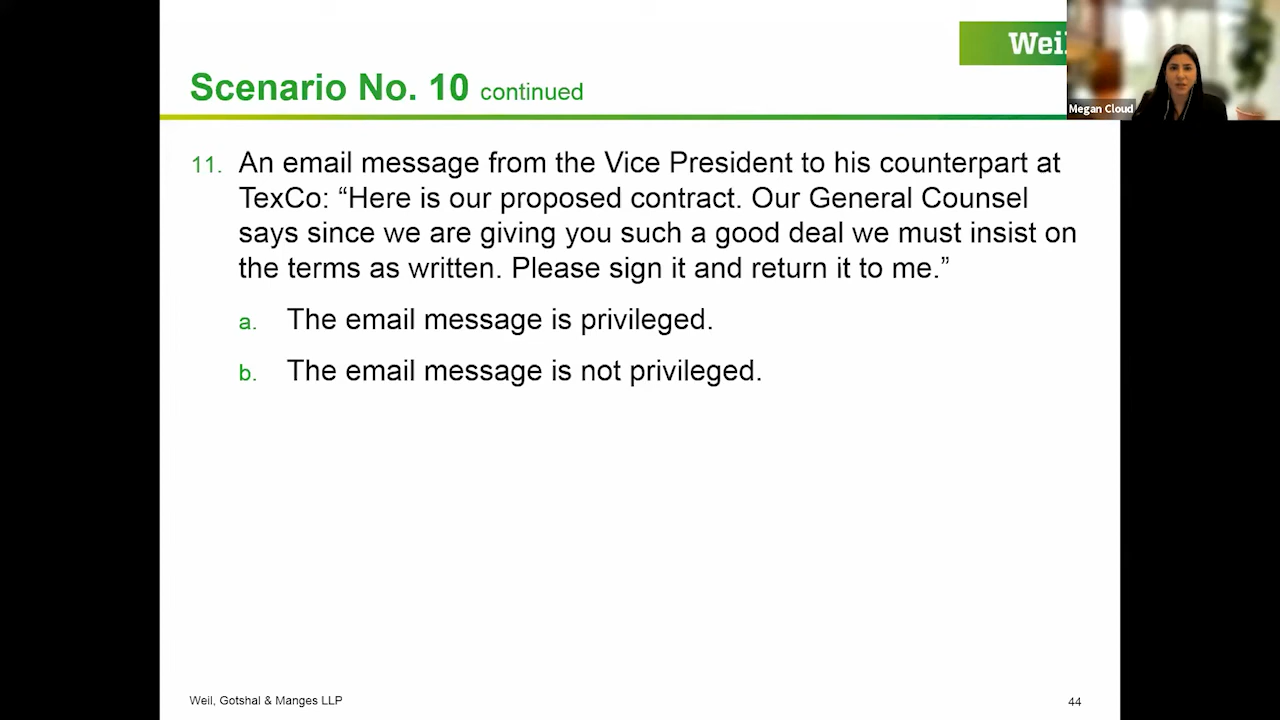 Weil
Megan Cloud
Scenario No. 10 continued
11. An email message from the Vice President to his counterpart at
TexCo: “Here is our proposed contract. Our General Counsel
says since we are giving you such a good deal we must insist on
the terms as written. Please sign it and return it to me.”
a. The email message is privileged.
b. The email message is not privileged.
Weil, Gotshal & Manges LLP
44